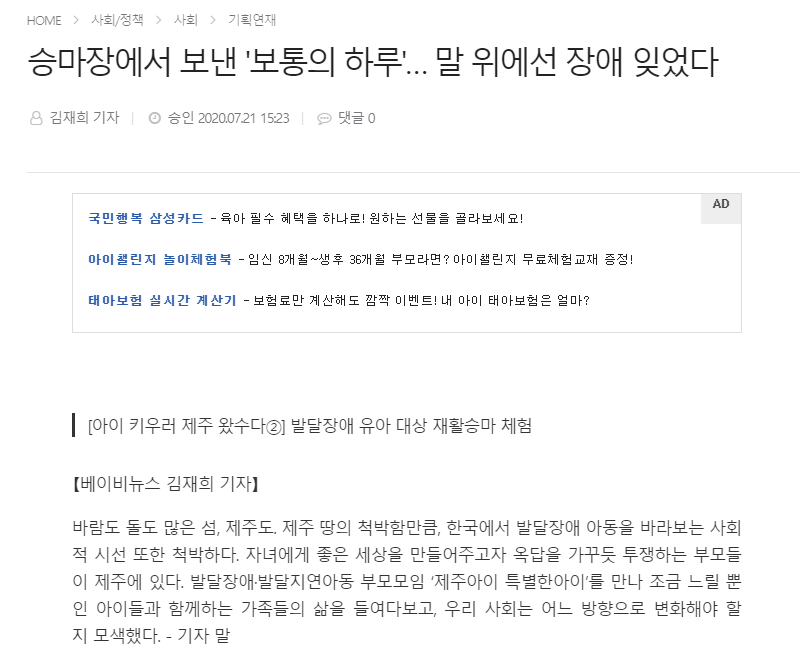 HOME > 사회/정책 > 사회 > 기획연재
승마장에서 보낸 '보통의 하루'... 말 위에선 장애 잊었다
김재희 기자 | 승인 2020.07.21 15:23 | 댓글 0
AD
국민행복 삼성카드 - 육아 필수 혜택을 하나로! 원하는 선물을 골라보세요!
아이챌린지 놀이체험북 - 임신 8개월~생후 36개월 부모라면? 아이챌린지 무료체험교재 증정!
태아보험 실시간 계산기 - 보험료만 계산해도 깜짝 이벤트! 내 아이 태아보험은 얼마?
[아이 키우러 제주 왔수다②] 발달장애 유아 대상 재활승마 체험
【베이비뉴스 김재희 기자】
바람도 돌도 많은 섬, 제주도. 제주 땅의 척박함만큼, 한국에서 발달장애 아동을 바라보는 사회
적 시선 또한 척박하다. 자녀에게 좋은 세상을 만들어주고자 옥답을 가꾸듯 투쟁하는 부모들
이 제주에 있다. 발달장애·발달지연아동 부모모임 ‘제주아이 특별한아이’를 만나 조금 느릴 뿐
인 아이들과 함께하는 가족들의 삶을 들여다보고, 우리 사회는 어느 방향으로 변화해야 할
지 모색했다. - 기자 말